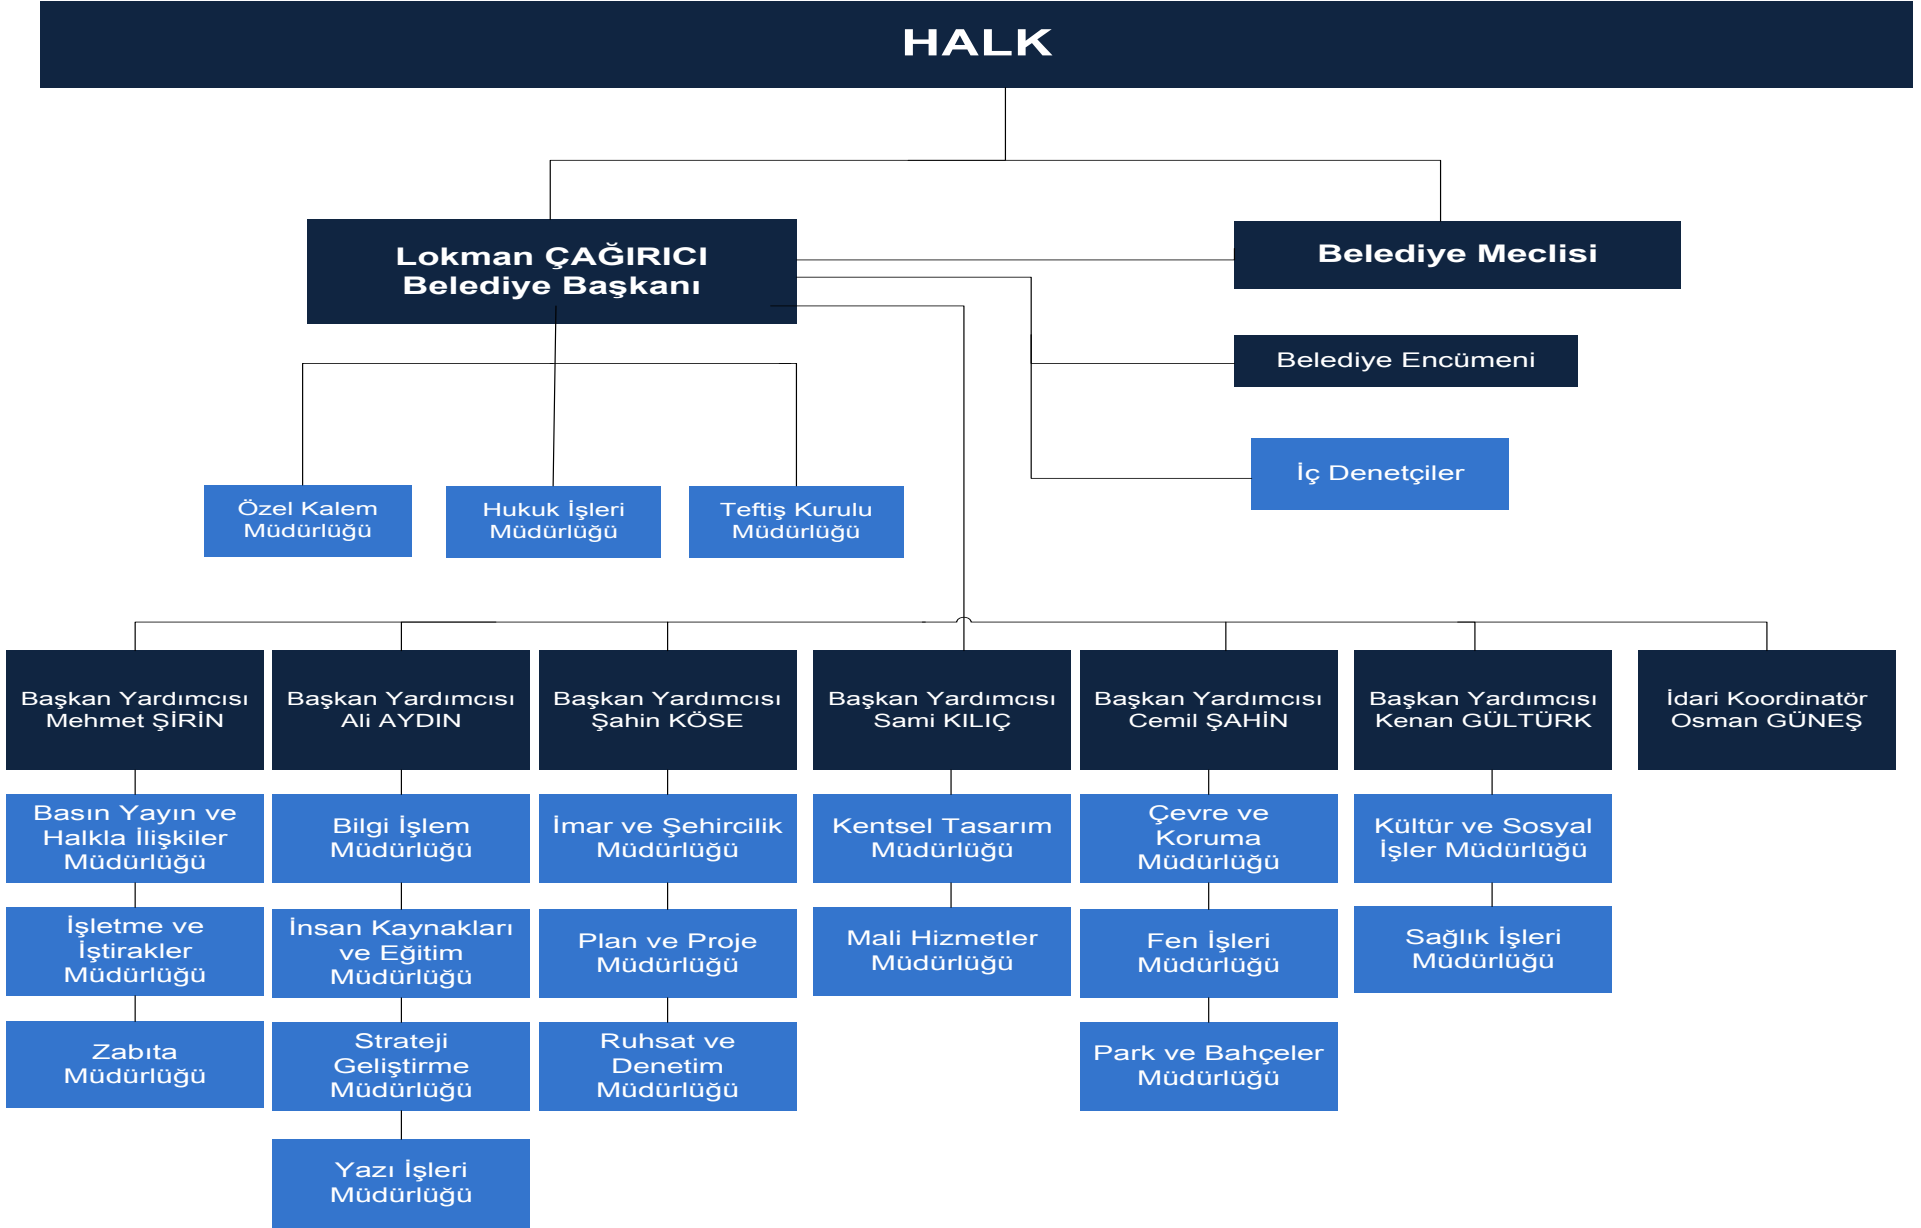 HALK
Lokman ÇAĞIRICI
Belediye Başkanı
Belediye Meclisi
Belediye Encümeni
İç Denetçiler
Özel Kalem
Müdürlüğü
Hukuk İşleri
Müdürlüğü
Teftiş Kurulu
Müdürlüğü
Başkan Yardımcısı
Mehmet ŞİRİN
Başkan Yardımcısı
Ali AYDIN
Başkan Yardımcısı
Şahin KÖSE
Başkan Yardımcısı
Sami KILIÇ
Başkan Yardımcısı
Cemil ŞAHİN
Başkan Yardımcısı
Kenan GÜLTÜRK
İdari Koordinatör
Osman GÜNEŞ
Basın Yayın ve
Halkla İlişkiler
Müdürlüğü
Bilgi İşlem
Müdürlüğü
İmar ve Şehircilik
Müdürlüğü
Kentsel Tasarım
Müdürlüğü
Çevre ve
Koruma
Müdürlüğü
Kültür ve Sosyal
İşler Müdürlüğü
İşletme ve
İştirakler
Müdürlüğü
İnsan Kaynakları
ve Eğitim
Müdürlüğü
Plan ve Proje
Müdürlüğü
Mali Hizmetler
Müdürlüğü
Fen İşleri
Müdürlüğü
Sağlık İşleri
Müdürlüğü
Zabıta
Müdürlüğü
Strateji
Geliştirme
Müdürlüğü
Ruhsat ve
Denetim
Müdürlüğü
Park ve Bahçeler
Müdürlüğü
Yazı İşleri
Müdürlüğü